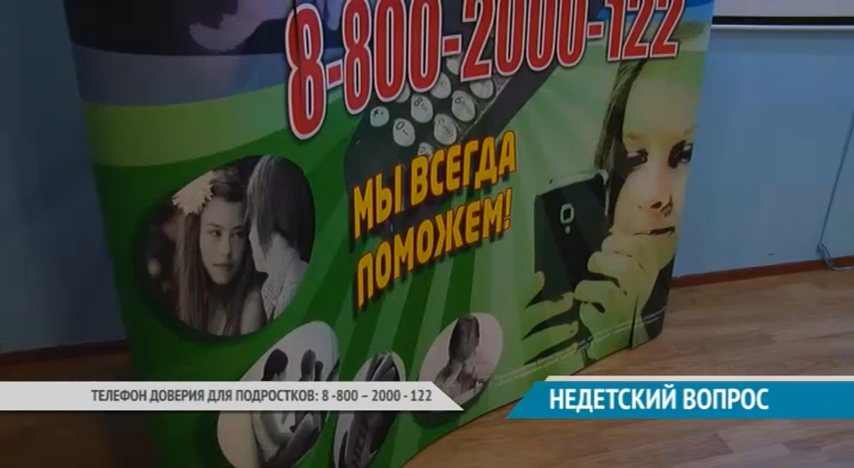 8-800-2000-122
МЫ ВСЕГДА
ПОМОЖЕМ!
ТЕЛЕФОН ДОВЕРИЯ ДЛЯ ПОДРОСТКОВ: 8 -800 – 2000 - 122
НЕДЕТСКИЙ ВОПРОС